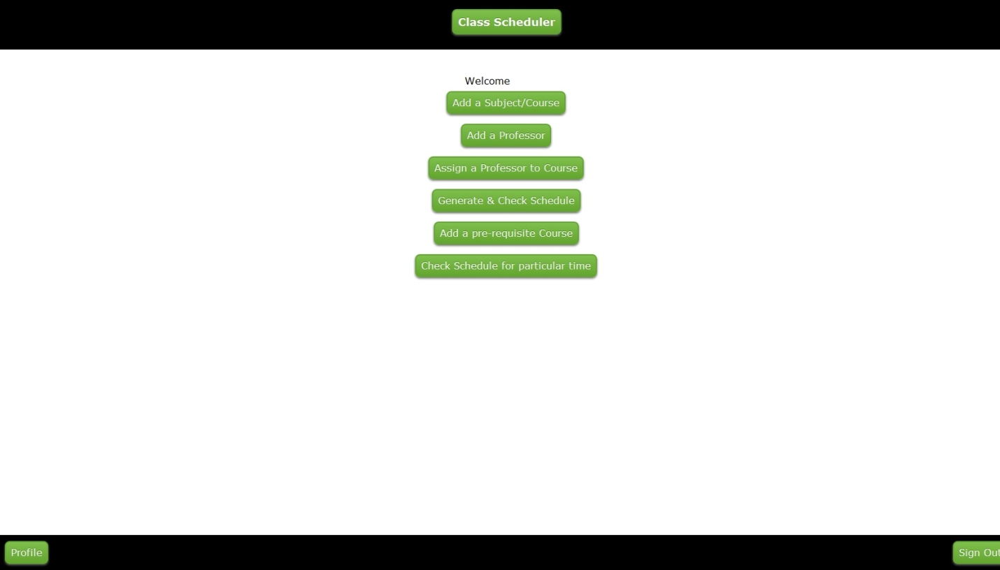 Class Scheduler
Welcome
Add a Subject/Course
Add a Professor
Assign a Professor to Course
Generate & Check Schedule
Add a pre-requisite Course
Check Schedule for particular time
Profile
Sign Out